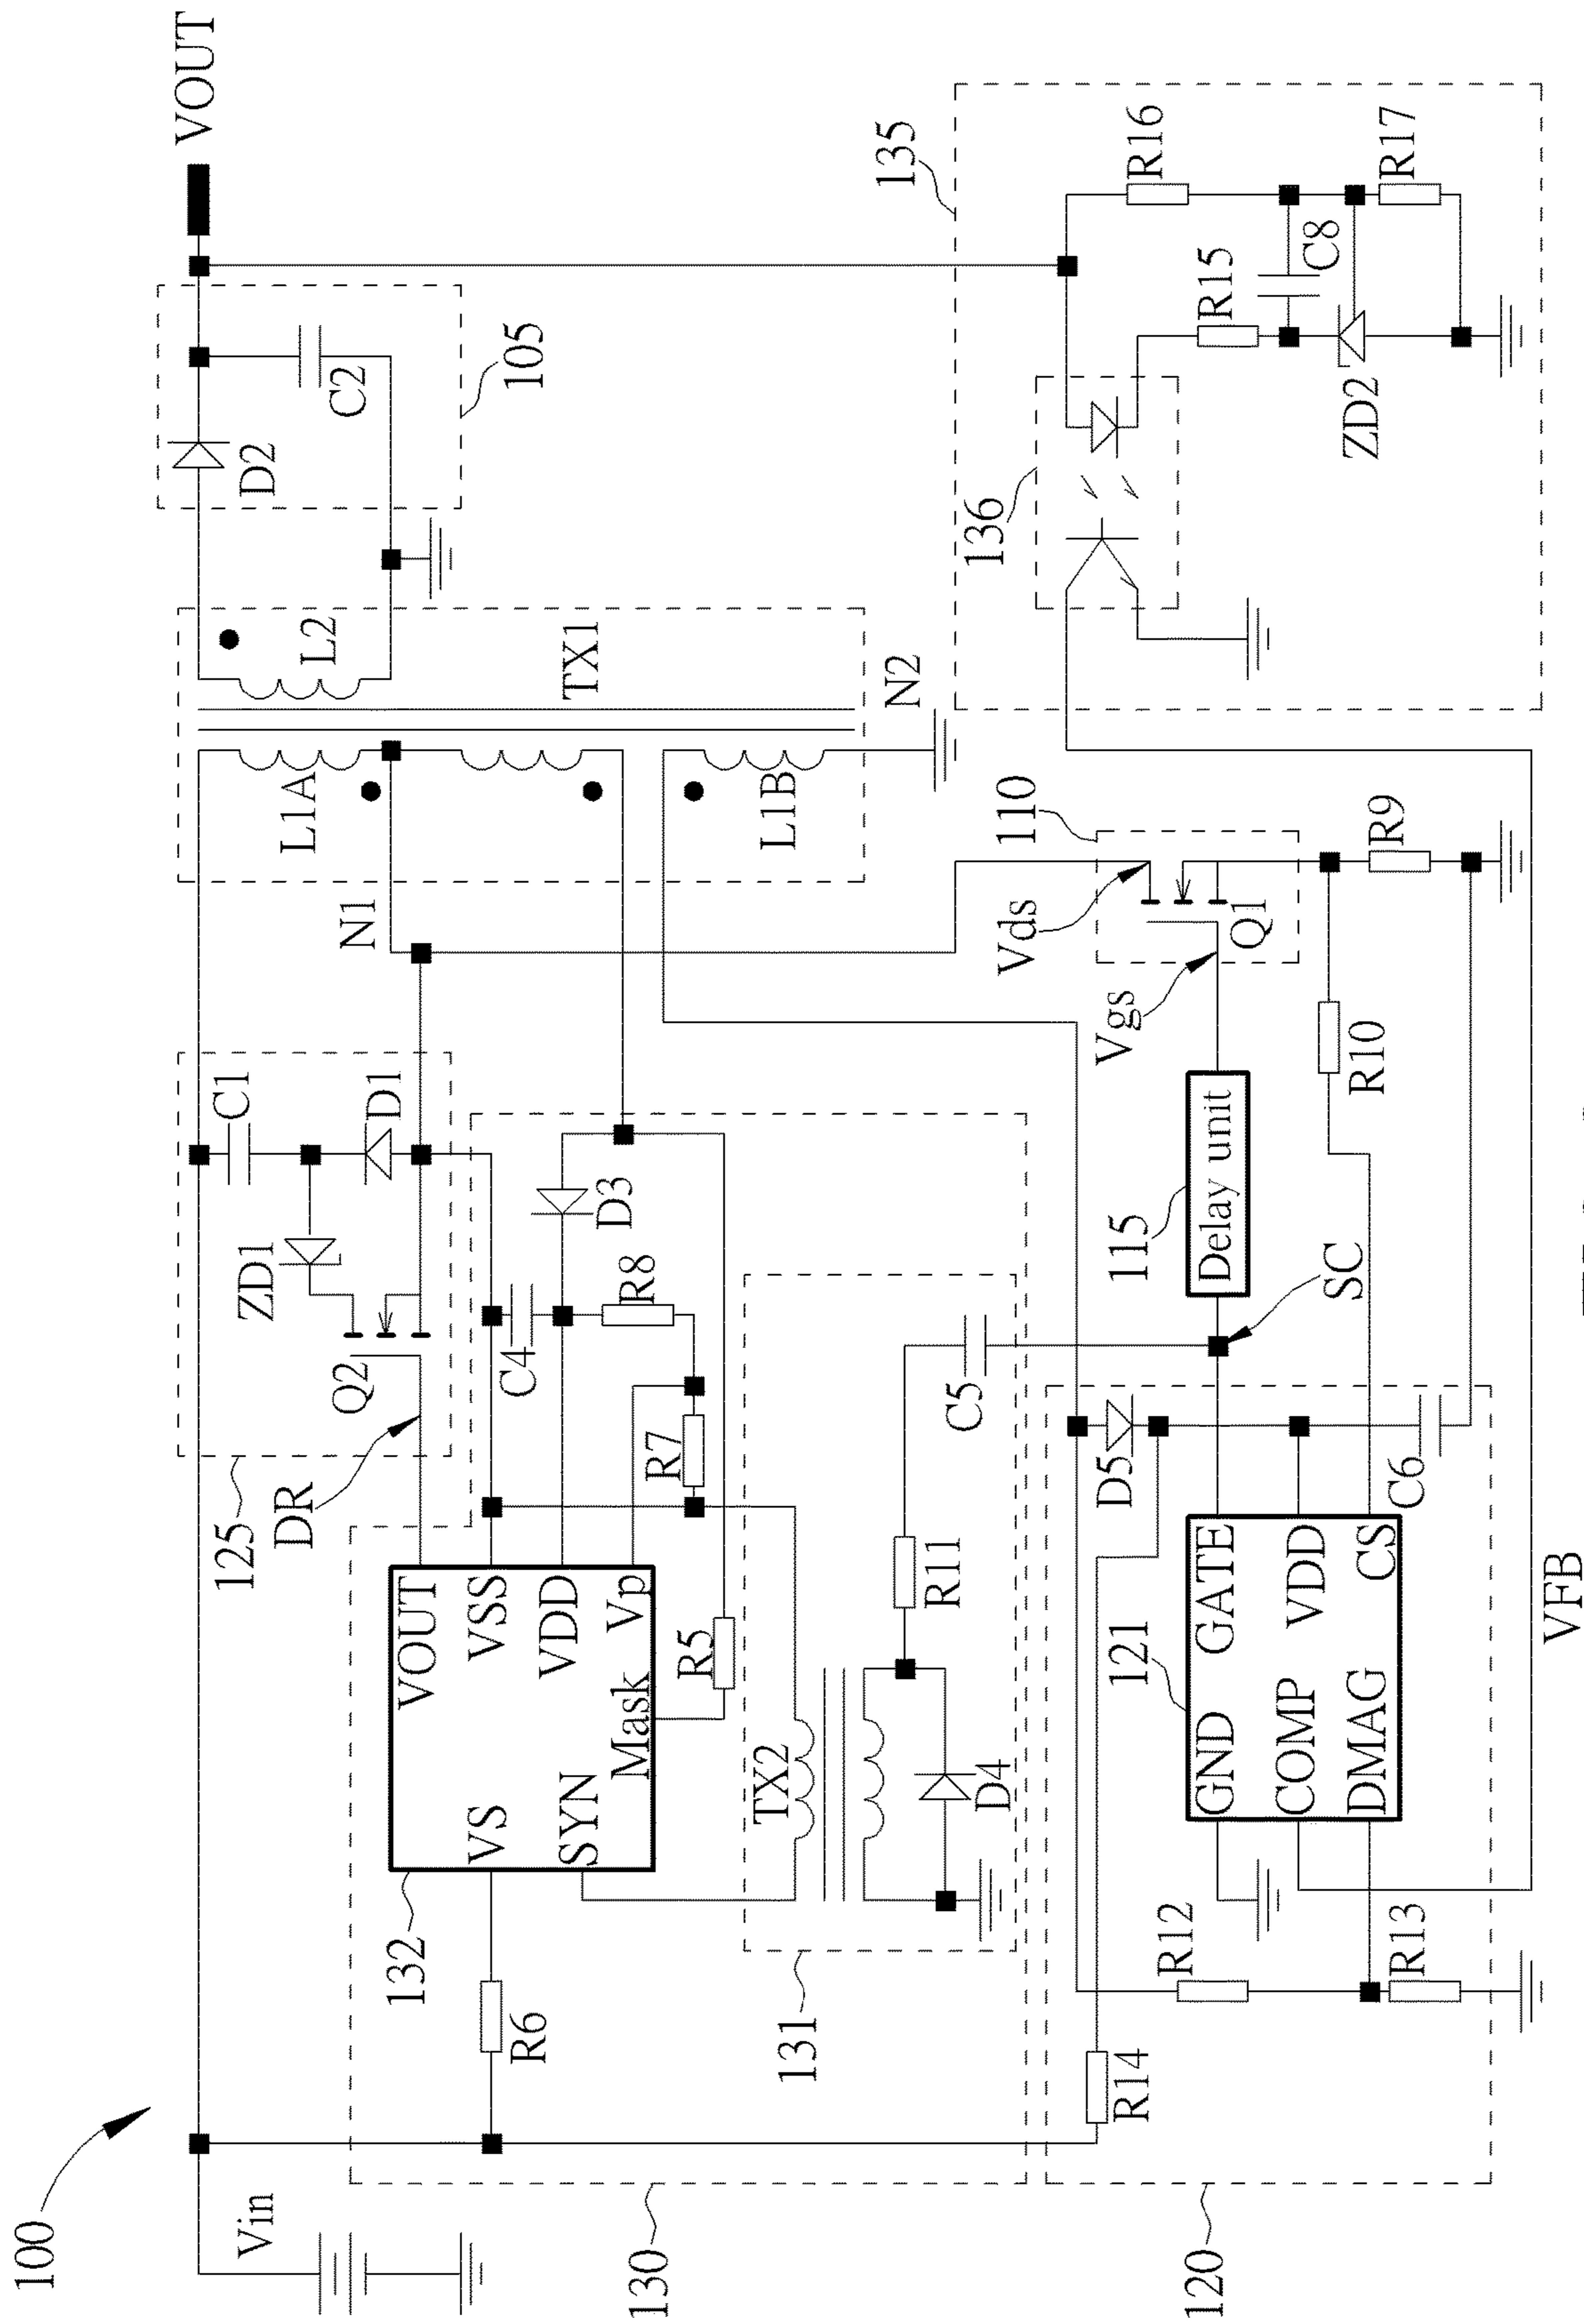 100
Vin
VOUT
125
C1
D1
ZD1
Q2
DR
N1
L1A
L2
TX1
L1B
N2
D2
C2
105
132
VOUT
VSS
VDD
Vp
VS
SYN
Mask
R6
C4
D3
R8
R7
R5
TX2
D4
R11
C5
131
130
115
Delay unit
SC
Vgs
Vds
110
Q1
R9
R10
135
136
R16
R15
C8
R17
ZD2
R14
R12
R13
121
GND
GATE
COMP
VDD
DMAG
CS
D5
C6
VFB
120